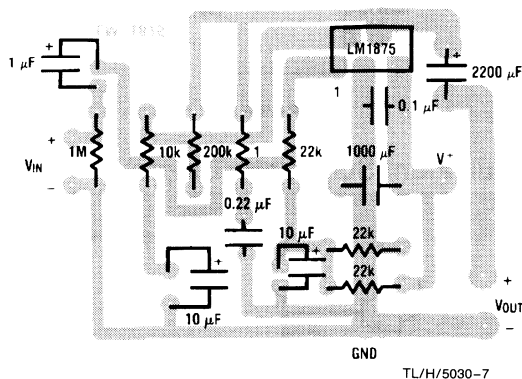 LM1875
1 μF
+
+
2200 μF
1
0.1 μF
+
VIN
−
1M
10k
200k
1
22k
1000 μF
V+
0.22 μF
10 μF
+
22k
22k
+
10 μF
+
VOUT
−
GND
TL/H/5030–7